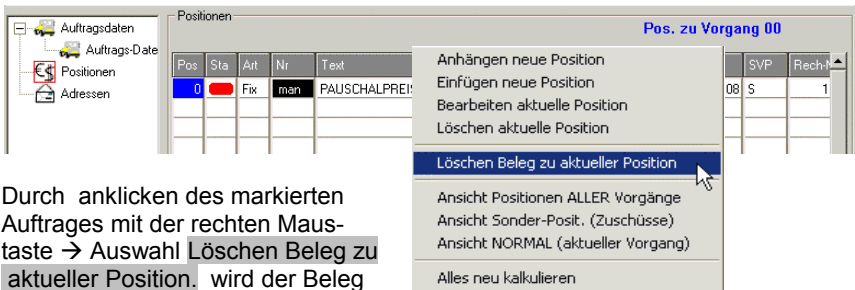 Positionen
Pos. zu Vorgang 00
Auftragsdaten
Auftrags-Date
Positionen
Adressen
Pos Sta Art Nr Text SVP Rech-N
0 Fix man PAUSCHALPREIS 08 S 1
Anhängen neue Position
Einfügen neue Position
Bearbeiten aktuelle Position
Löschen aktuelle Position
Löschen Beleg zu aktueller Position
Ansicht Positionen ALLER Vorgänge
Ansicht Sonder-Posit. (Zuschüsse)
Ansicht NORMAL (aktueller Vorgang)
Alles neu kalkulieren
Durch anklicken des markierten
Auftrages mit der rechten Maus-
taste → Auswahl Löschen Beleg zu
aktueller Position. wird der Beleg